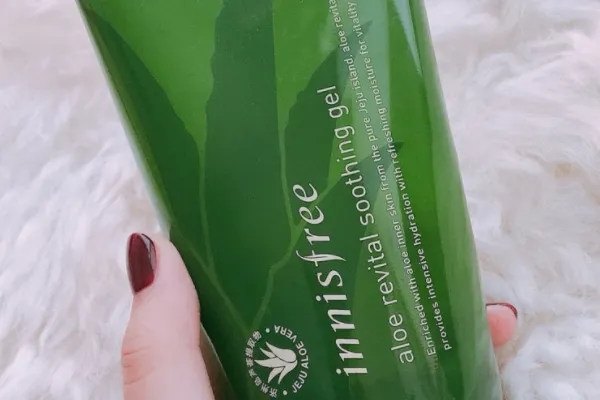 innisfree
aloe revital soothing gel
Enriched with aloe inner skin from the pure Jeju island, aloe revital
provides intensive hydration with refreshing moisture for vitality
JEJU ALOE VERA